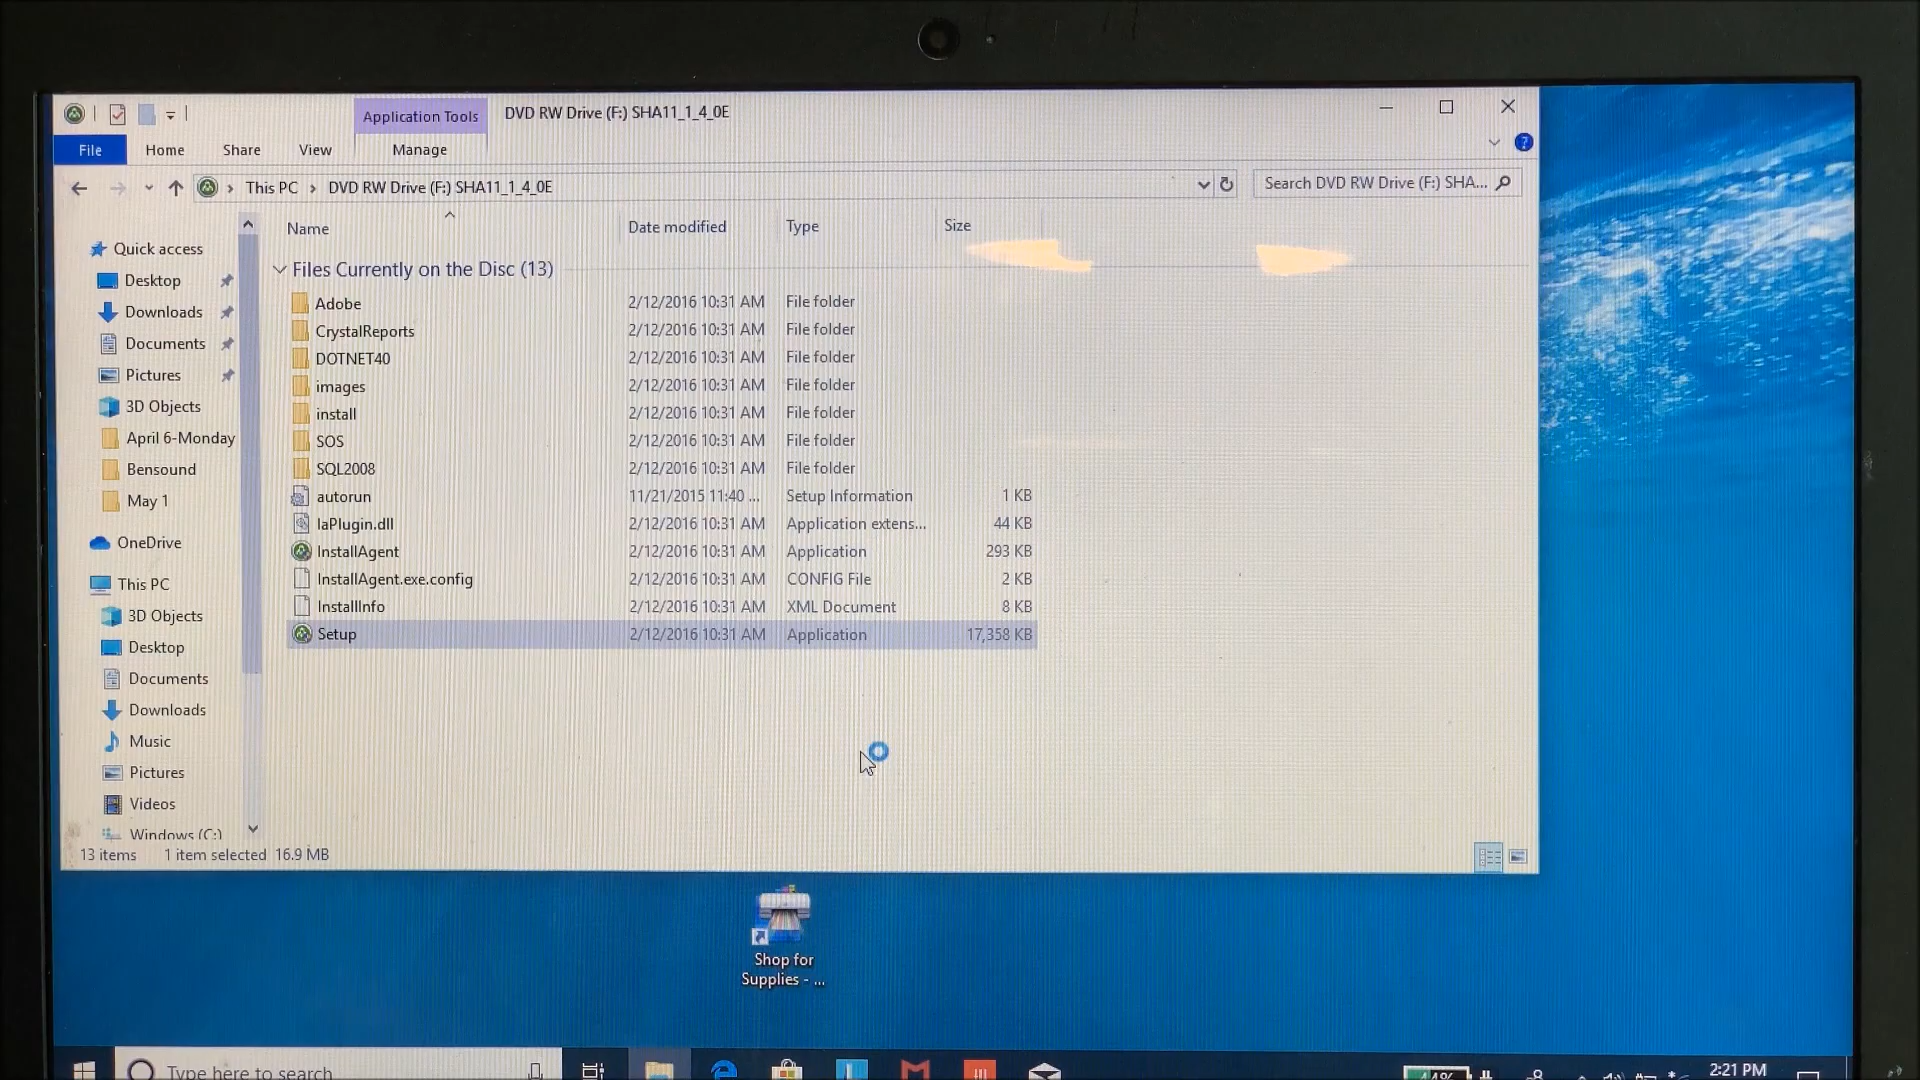 Application Tools
DVD RW Drive (F:) SHA11_1_4_0E
File
Home
Share
View
Manage
This PC > DVD RW Drive (F:) SHA11_1_4_0E
Search DVD RW Drive (F:) SHA...
Name
Date modified
Type
Size
Files Currently on the Disc (13)
Adobe 2/12/2016 10:31 AM File folder
CrystalReports 2/12/2016 10:31 AM File folder
DOTNET40 2/12/2016 10:31 AM File folder
images 2/12/2016 10:31 AM File folder
install 2/12/2016 10:31 AM File folder
SOS 2/12/2016 10:31 AM File folder
SQL2008 2/12/2016 10:31 AM File folder
autorun 11/21/2015 11:40 ... Setup Information 1 KB
IaPlugin.dll 2/12/2016 10:31 AM Application extens... 44 KB
InstallAgent 2/12/2016 10:31 AM Application 293 KB
InstallAgent.exe.config 2/12/2016 10:31 AM CONFIG File 2 KB
InstallInfo 2/12/2016 10:31 AM XML Document 8 KB
Setup 2/12/2016 10:31 AM Application 17,358 KB
Quick access
Desktop
Downloads
Documents
Pictures
3D Objects
April 6-Monday
Bensound
May 1
OneDrive
This PC
3D Objects
Desktop
Documents
Downloads
Music
Pictures
Videos
Windows (C:)
13 items 1 item selected 16.9 MB
Shop for
Supplies - ...
Type here to search
2:21 PM